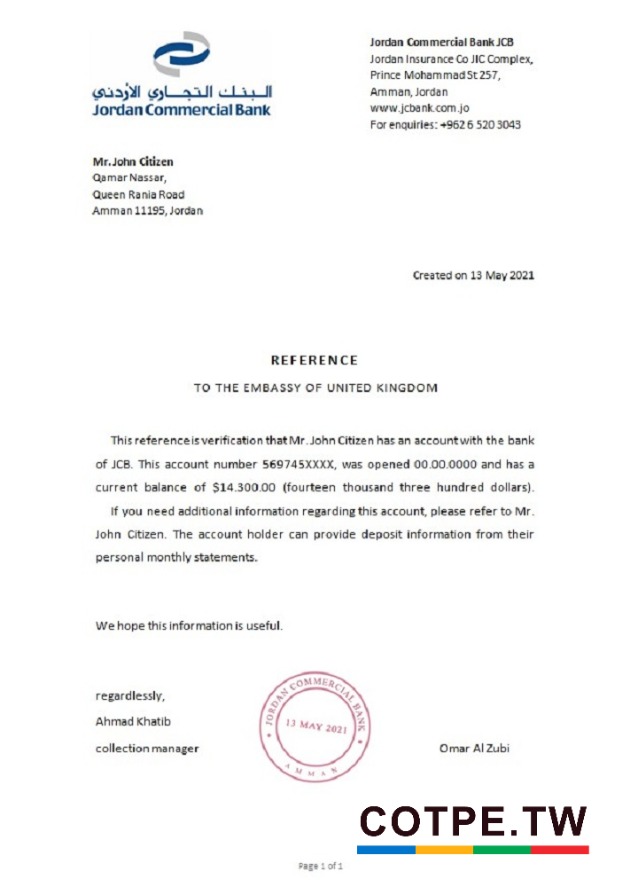 البنك التجاري الأردني
Jordan Commercial Bank
Jordan Commercial Bank JCB
Jordan Insurance Co JIC Complex,
Prince Mohammad St 257,
Amman, Jordan
www.jcbank.com.jo
For enquiries: +962 6 520 3043
Mr. John Citizen
Qamar Nassar,
Queen Rania Road
Amman 11195, Jordan
Created on 13 May 2021
REFERENCE
TO THE EMBASSY OF UNITED KINGDOM
This reference is verification that Mr. John Citizen has an account with the bank
of JCB. This account number 569745XXXX, was opened 00.00.0000 and has a
current balance of $14.300.00 (fourteen thousand three hundred dollars).
If you need additional information regarding this account, please refer to Mr.
John Citizen. The account holder can provide deposit information from their
personal monthly statements.
We hope this information is useful.
regardlessly,
Ahmad Khatib
collection manager
JORDAN COMMERCIAL BANK
13 MAY 2021
AMMAN
Omar Al Zubi
COTPE.TW
Page 1 of 1